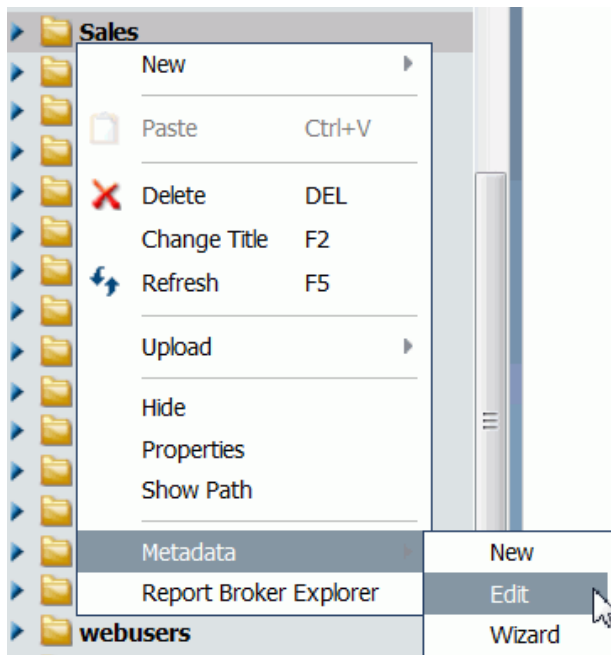 Sales
New
Paste Ctrl+V
Delete DEL
Change Title F2
Refresh F5
Upload
Hide
Properties
Show Path
Metadata
New
Report Broker Explorer
Edit
webusers
Wizard